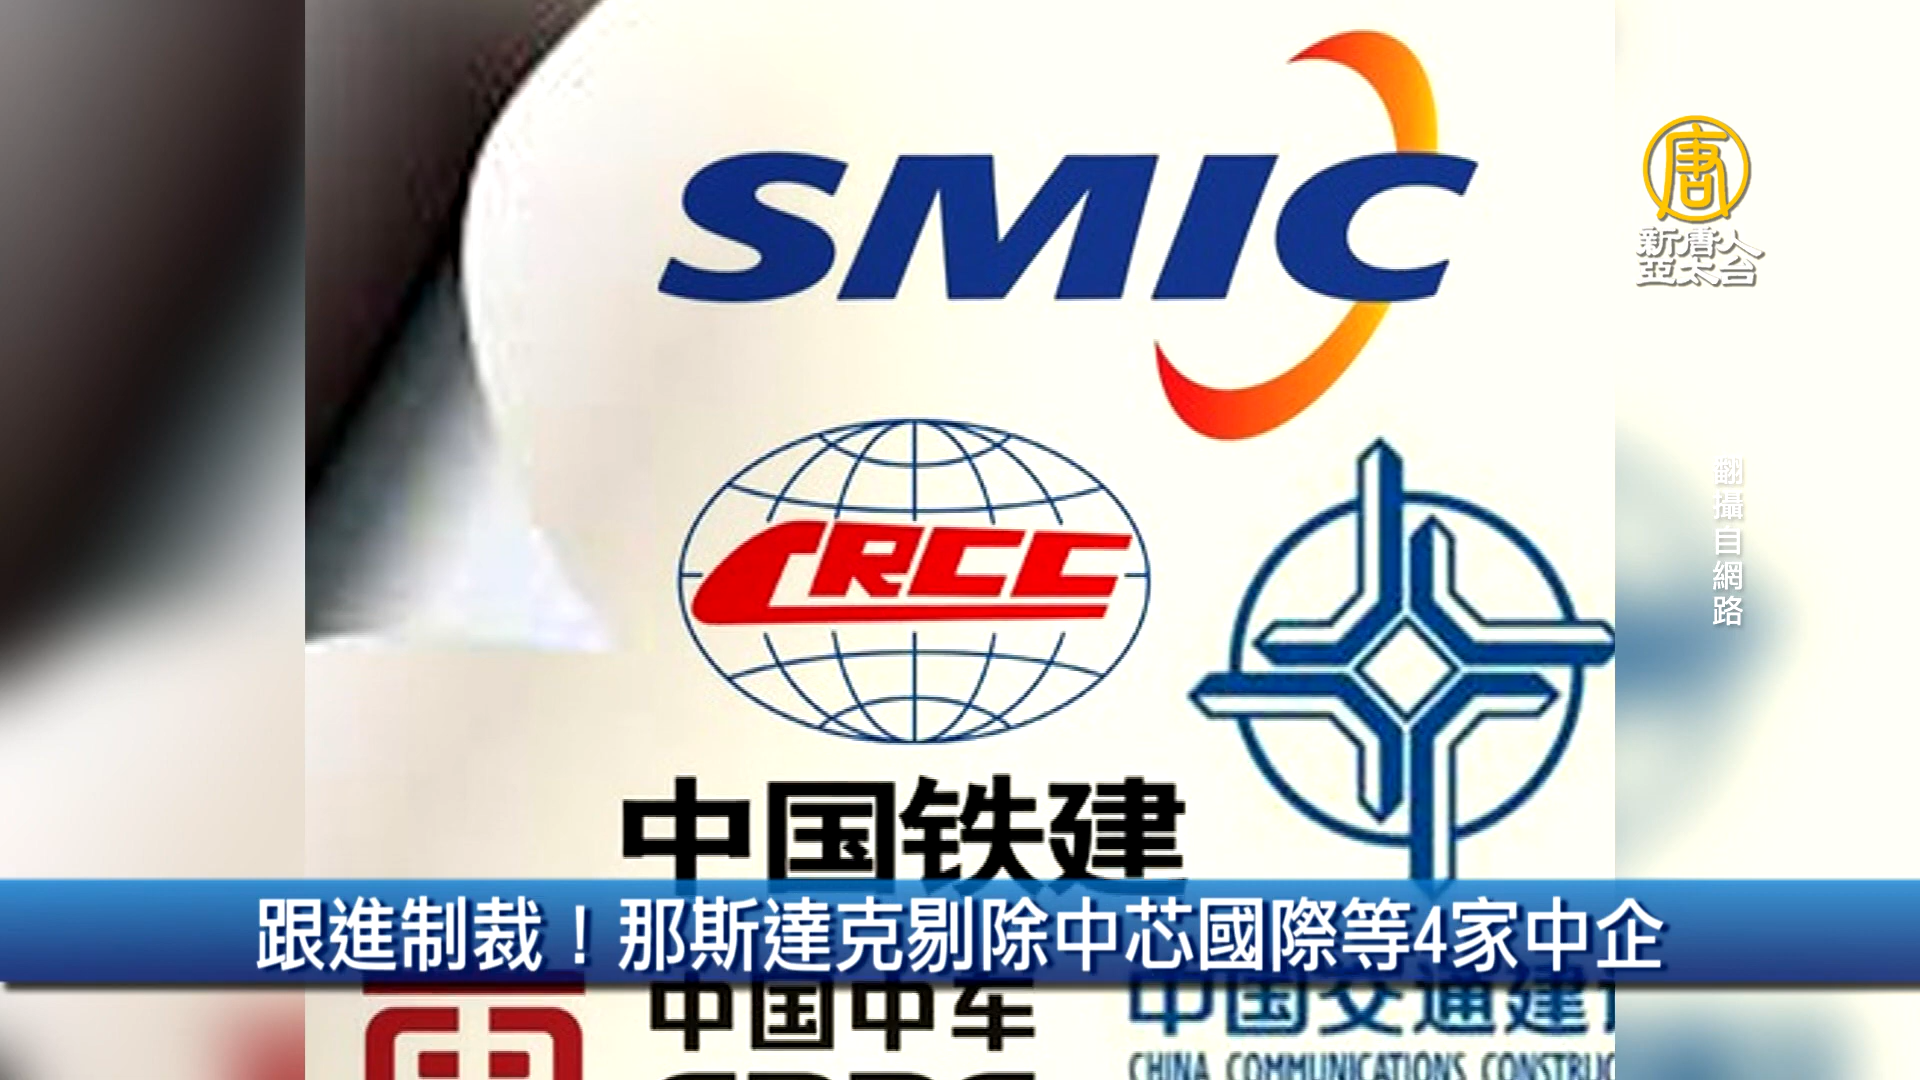 SMIC
唐
新唐人
亞太台
翻攝自網路
CRCC
中国铁建
跟進制裁！那斯達克剔除中芯國際等4家中企
中国中车
中国交通建
CHINA COMMUNICATIONS CONSTRUC